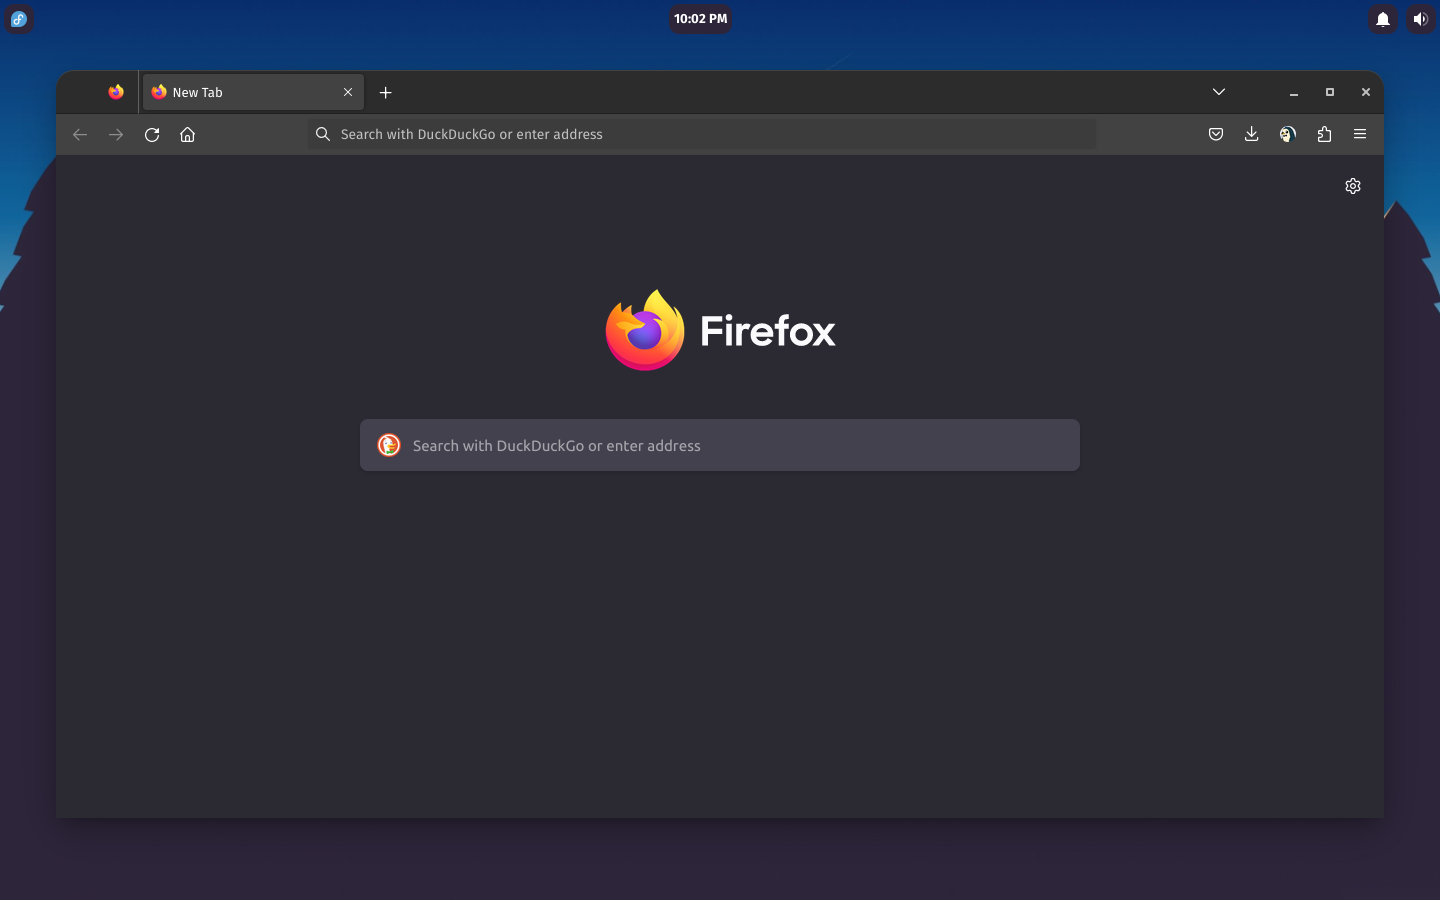 10:02 PM
New Tab
Search with DuckDuckGo or enter address
Firefox
Search with DuckDuckGo or enter address